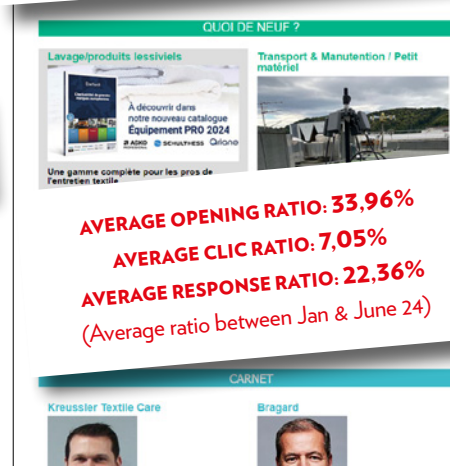 QUOI DE NEUF ?
Lavage/produits lessiviels
Transport & Manutention / Petit
matériel
À découvrir dans
notre nouveau catalogue
Équipement PRO 2024
ASKO SCHULTHESS
Une gamme complète pour les pros de
l'entretien textile
AVERAGE OPENING RATIO: 33,96%
AVERAGE CLIC RATIO: 7,05%
AVERAGE RESPONSE RATIO: 22,36%
(Average ratio between Jan & June 24)
CARNET
Kreussler Textile Care
Bragard